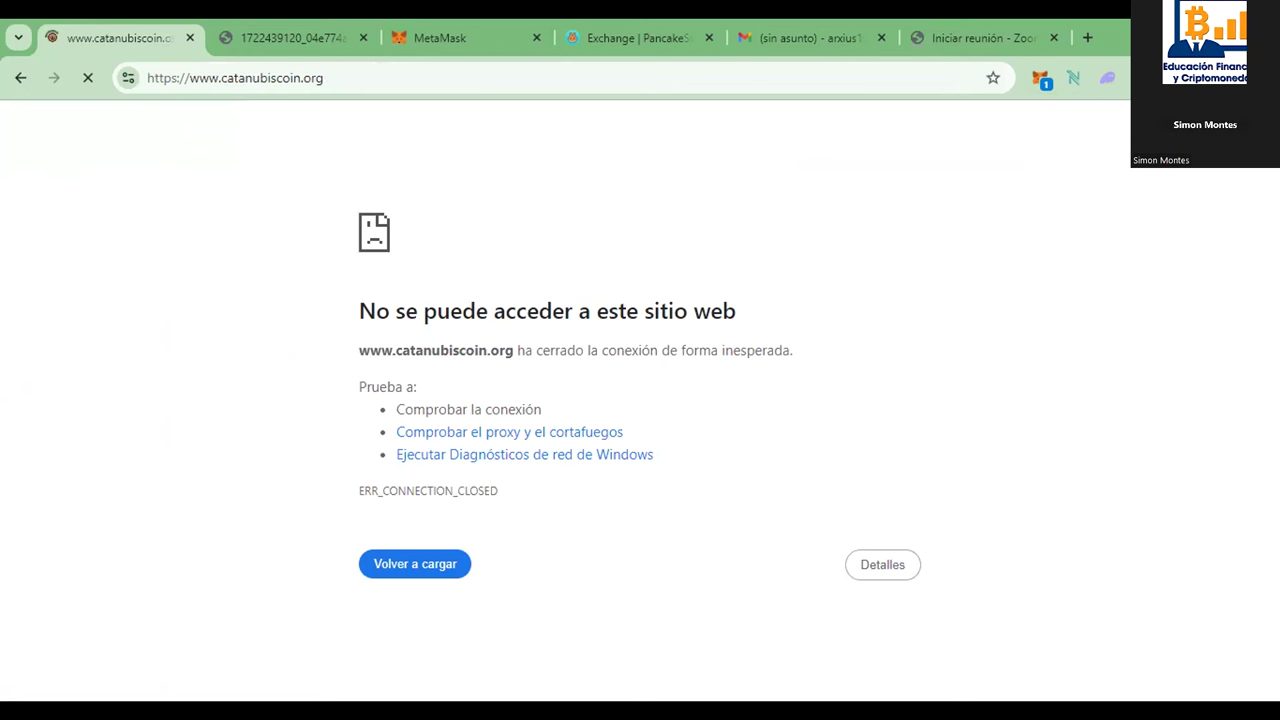 www.catanubiscoin.o
1722439120_04e774a
MetaMask
Exchange | PancakeS
(sin asunto) - arxius1
Iniciar reunión - Zoo
https://www.catanubiscoin.org
1
Educación Financ
y Criptomoneda
Simon Montes
Simon Montes
No se puede acceder a este sitio web
www.catanubiscoin.org ha cerrado la conexión de forma inesperada.
Prueba a:
• Comprobar la conexión
• Comprobar el proxy y el cortafuegos
• Ejecutar Diagnósticos de red de Windows
ERR_CONNECTION_CLOSED
Volver a cargar
Detalles